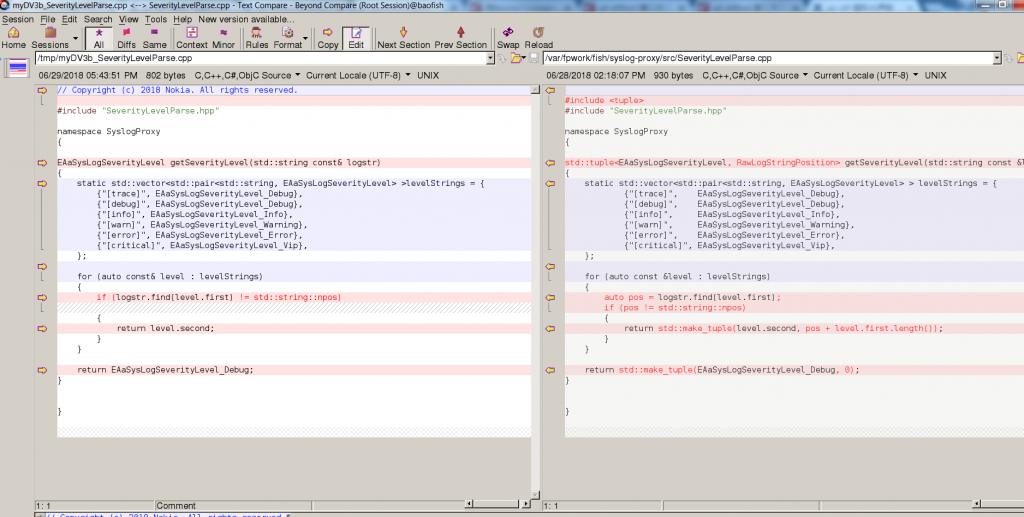 myDV3b_SeverityLevelParse.cpp <--> SeverityLevelParse.cpp - Text Compare - Beyond Compare (Root Session)@baofish
Session File Edit Search View Tools Help New version available...
Home Sessions All Diffs Same Context Minor Rules Format Copy Edit Next Section Prev Section Swap Reload
/tmp/myDV3b_SeverityLevelParse.cpp
06/29/2018 05:43:51 PM 802 bytes C,C++,C#,ObjC Source Current Locale (UTF-8) UNIX
// Copyright (c) 2018 Nokia. All rights reserved.
#include "SeverityLevelParse.hpp"
namespace SyslogProxy
{
EAaSysLogSeverityLevel getSeverityLevel(std::string const& logstr)
{
static std::vector<std::pair<std::string, EAaSysLogSeverityLevel> >levelStrings = {
{"[trace]", EAaSysLogSeverityLevel_Debug},
{"[debug]", EAaSysLogSeverityLevel_Debug},
{"[info]", EAaSysLogSeverityLevel_Info},
{"[warn]", EAaSysLogSeverityLevel_Warning},
{"[error]", EAaSysLogSeverityLevel_Error},
{"[critical]", EAaSysLogSeverityLevel_Vip},
};
for (auto const& level : levelStrings)
{
if (logstr.find(level.first) != std::string::npos)
{
return level.second;
}
}
return EAaSysLogSeverityLevel_Debug;
}
}
1: 1 Comment
/var/fpwork/fish/syslog-proxy/src/SeverityLevelParse.cpp
06/28/2018 02:18:07 PM 930 bytes C,C++,C#,ObjC Source Current Locale (UTF-8) UNIX
#include <tuple>
#include "SeverityLevelParse.hpp"
namespace SyslogProxy
{
std::tuple<EAaSysLogSeverityLevel, RawLogStringPosition> getSeverityLevel(std::string const &l
{
static std::vector<std::pair<std::string, EAaSysLogSeverityLevel> > levelStrings = {
{"[trace]", EAaSysLogSeverityLevel_Debug},
{"[debug]", EAaSysLogSeverityLevel_Debug},
{"[info]", EAaSysLogSeverityLevel_Info},
{"[warn]", EAaSysLogSeverityLevel_Warning},
{"[error]", EAaSysLogSeverityLevel_Error},
{"[critical]", EAaSysLogSeverityLevel_Vip},
};
for (auto const &level : levelStrings)
{
auto pos = logstr.find(level.first);
if (pos != std::string::npos)
{
return std::make_tuple(level.second, pos + level.first.length());
}
}
return std::make_tuple(EAaSysLogSeverityLevel_Debug, 0);
}
}
1: 1
// Copyright (c) 2018 Nokia. All rights reserved.